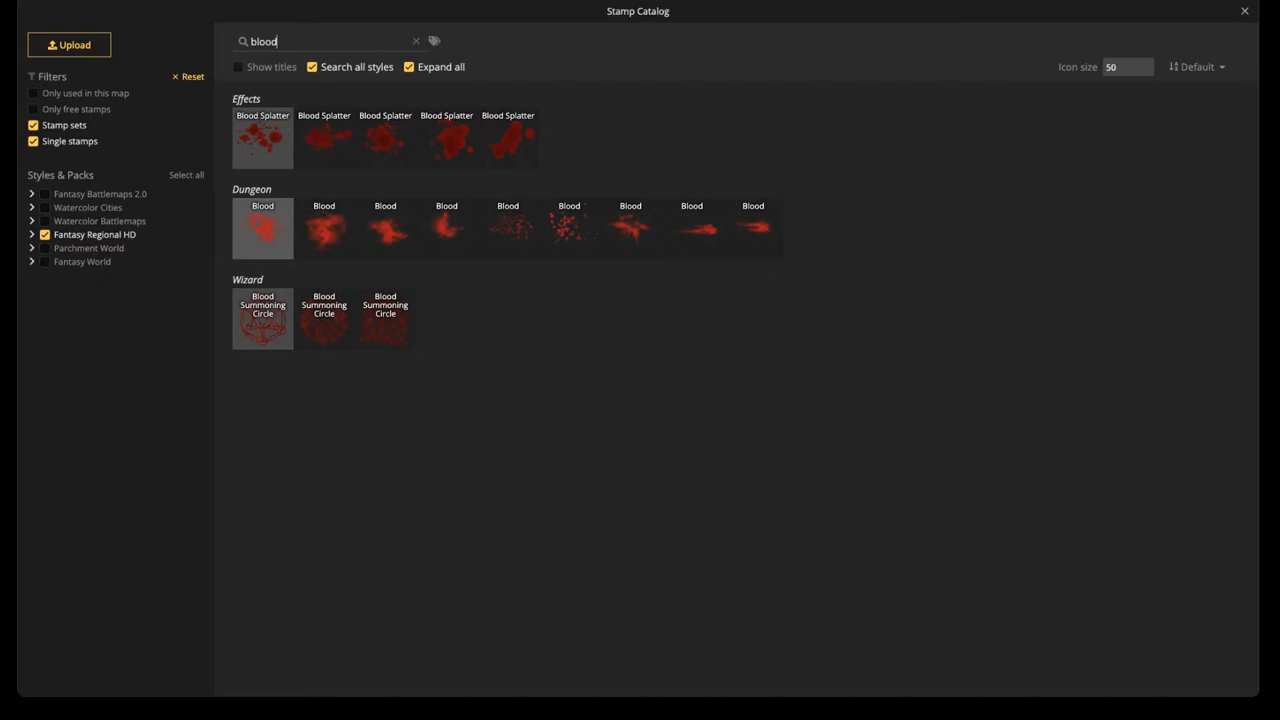 Stamp Catalog
Upload
blood
Filters
Reset
Show titles
Search all styles
Expand all
Icon size
50
Default
Only used in this map
Only free stamps
Stamp sets
Single stamps
Styles & Packs
Select all
Fantasy Battlemaps 2.0
Watercolor Cities
Watercolor Battlemaps
Fantasy Regional HD
Parchment World
Fantasy World
Effects
Blood Splatter
Blood Splatter
Blood Splatter
Blood Splatter
Blood Splatter
Dungeon
Blood
Blood
Blood
Blood
Blood
Blood
Blood
Blood
Blood
Wizard
Blood
Summoning
Circle
Blood
Summoning
Circle
Blood
Summoning
Circle